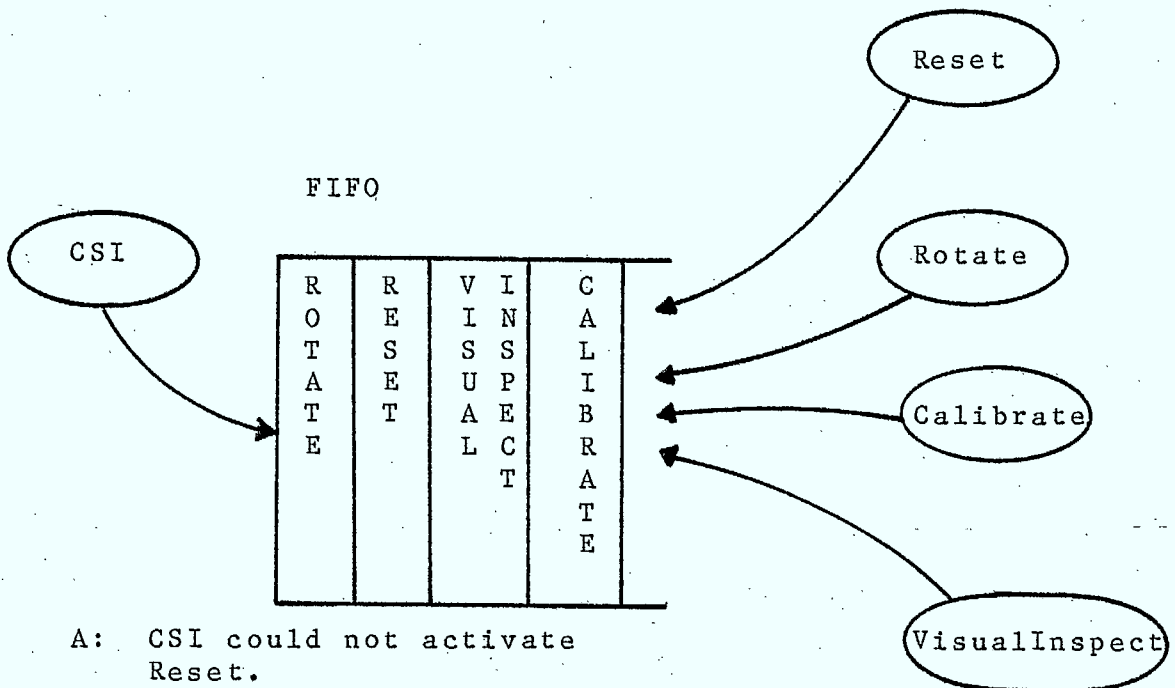 Reset
FIFO
CSI
Rotate
ROTATE
RESET
VISUAL
INSPECT
CALIBRATE
Calibrate
VisualInspect
A: CSI could not activate
Reset.